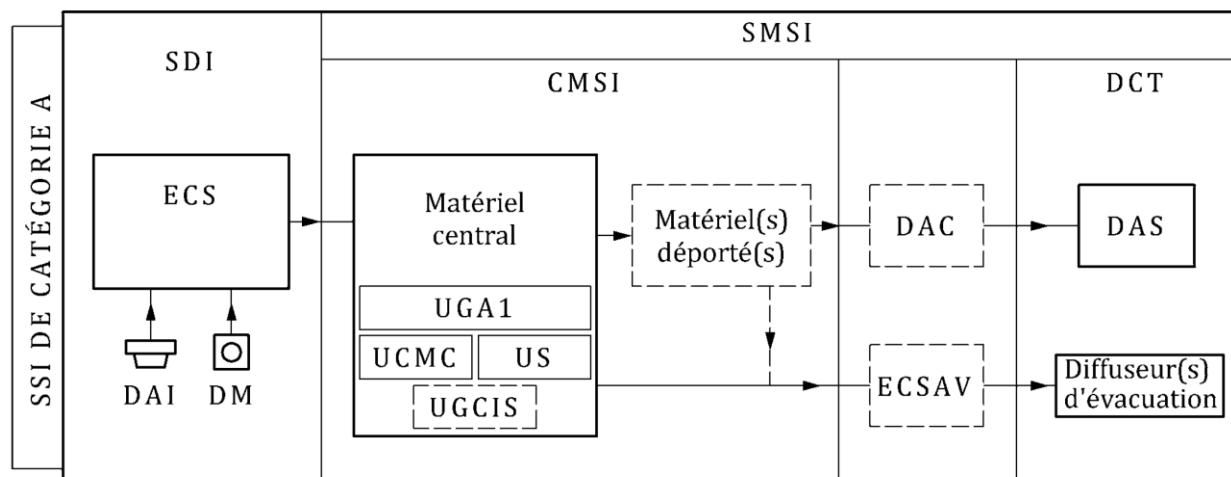 SSI DE CATÉGORIE A
SDI
SMSI
CMSI
DCT
ECS
DAI
DM
Matériel
central
UGA1
UCMC
US
UGCIS
Matériel(s)
déporté(s)
DAC
DAS
ECSAV
Diffuseur(s)
d'évacuation